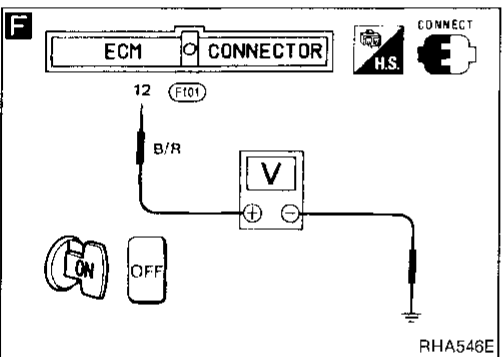 F
ECM CONNECTOR
H.S.
CONNECT
12 F101
B/R
V
ON
OFF
RHA546E